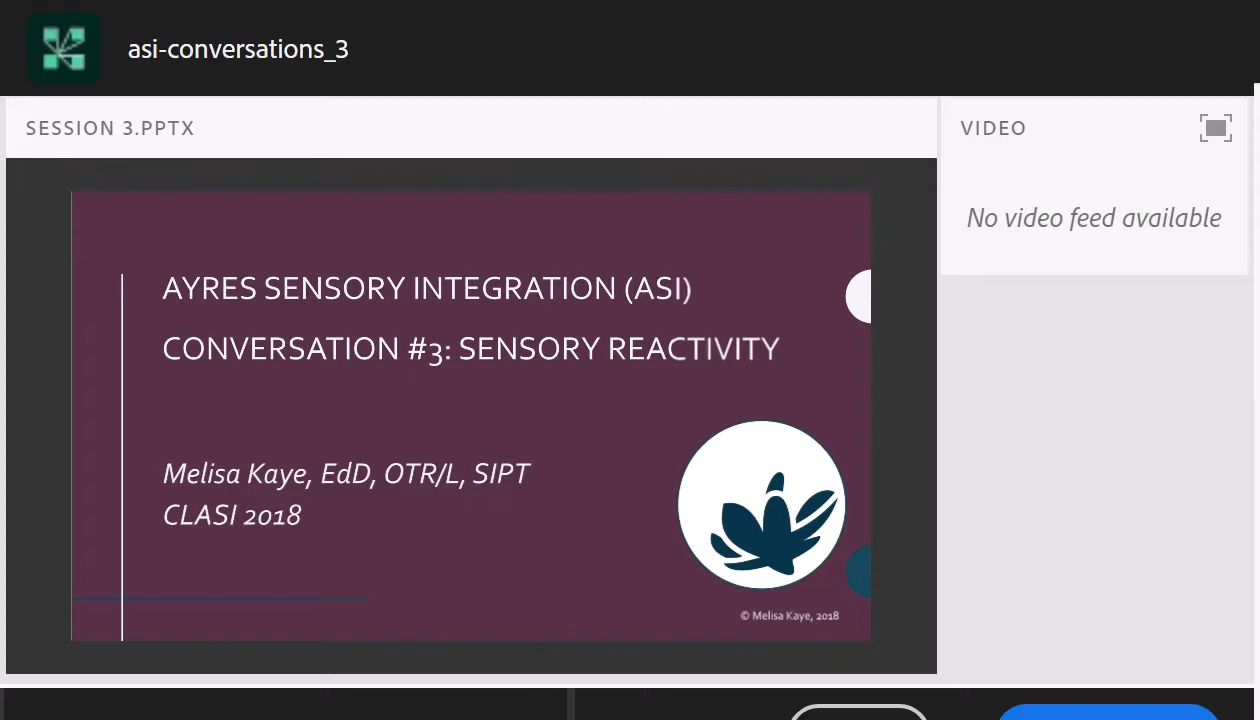 asi-conversations_3
SESSION 3.PPTX
VIDEO
No video feed available
AYRES SENSORY INTEGRATION (ASI)
CONVERSATION #3: SENSORY REACTIVITY
Melisa Kaye, EdD, OTR/L, SIPT
CLASI 2018
© Melisa Kaye, 2018